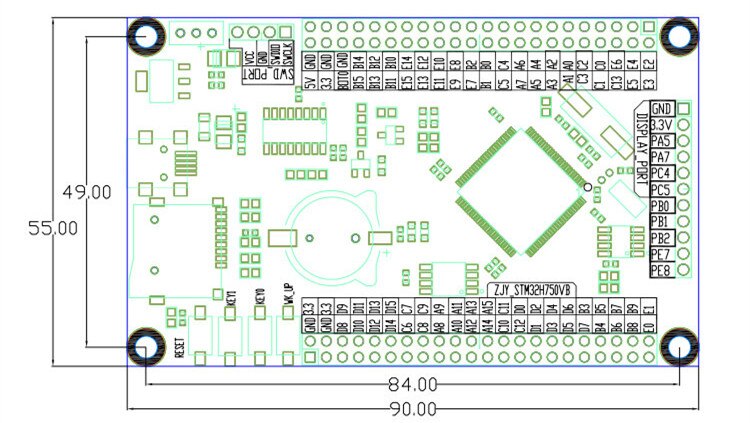 GND GND GND B14 B12 B10 E14 E12 E10 E8 B2 B0 C4 A6 A4 A2 A0 C2 C0 E6 E4 E2
5V 3.3 BOT0 B15 B13 B11 E15 E13 E11 E9 E7 B1 C5 A7 A5 A3 A1 C3 C1 C13 E5 E3
VCC
GND
SWDIO
SWCLK
SWD PORT
DISPLAY_PORT
GND
3.3V
PA5
PA7
PC4
PC5
PB0
PB1
PB2
PE7
PE8
49.00
55.00
ZJY_STM32H750VB
KEY1
KEY0
WK_UP
RESET
3.3 3.3 D9 D11 D13 D15 C7 C9 A9 A11 A13 A15 C11 D0 D2 D4 D6 B3 B5 B7 B9 E1
GND GND D8 D10 D12 D14 C6 C8 A8 A10 A12 A14 C10 C12 D1 D3 D5 D7 B4 B6 B8 E0
84.00
90.00